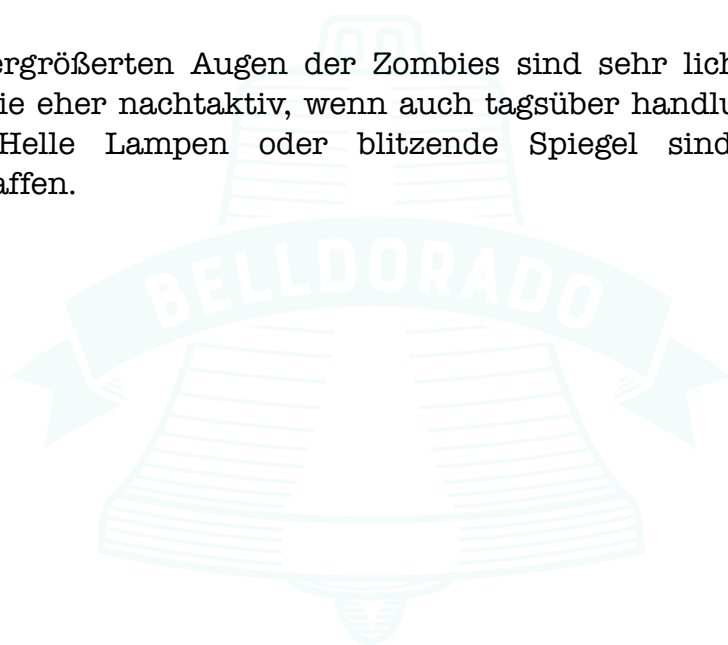 ergrößerten Augen der Zombies sind sehr lich
ie eher nachtaktiv, wenn auch tagsüber handlu
Helle Lampen oder blitzende Spiegel sind
affen.
BELLDORADO